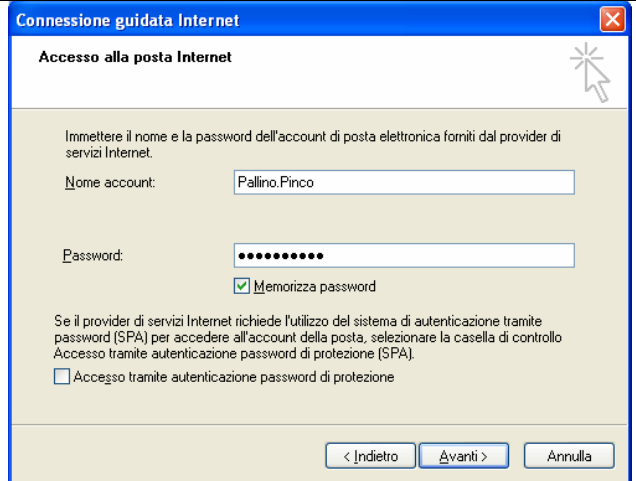 Connessione guidata Internet
Accesso alla posta Internet
Immettere il nome e la password dell'account di posta elettronica forniti dal provider di
servizi Internet.
Nome account: Pallino.Pinco
Password: ●●●●●●●●●●
Memorizza password
Se il provider di servizi Internet richiede l'utilizzo del sistema di autenticazione tramite
password (SPA) per accedere all'account della posta, selezionare la casella di controllo
Accesso tramite autenticazione password di protezione (SPA).
Accesso tramite autenticazione password di protezione
< Indietro Avanti > Annulla